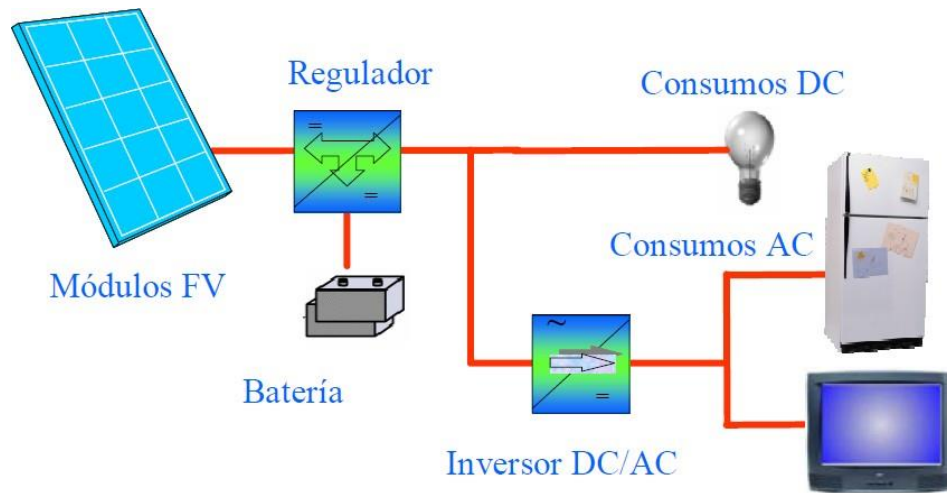 Regulador
Consumos DC
Módulos FV
Consumos AC
Batería
Inversor DC/AC